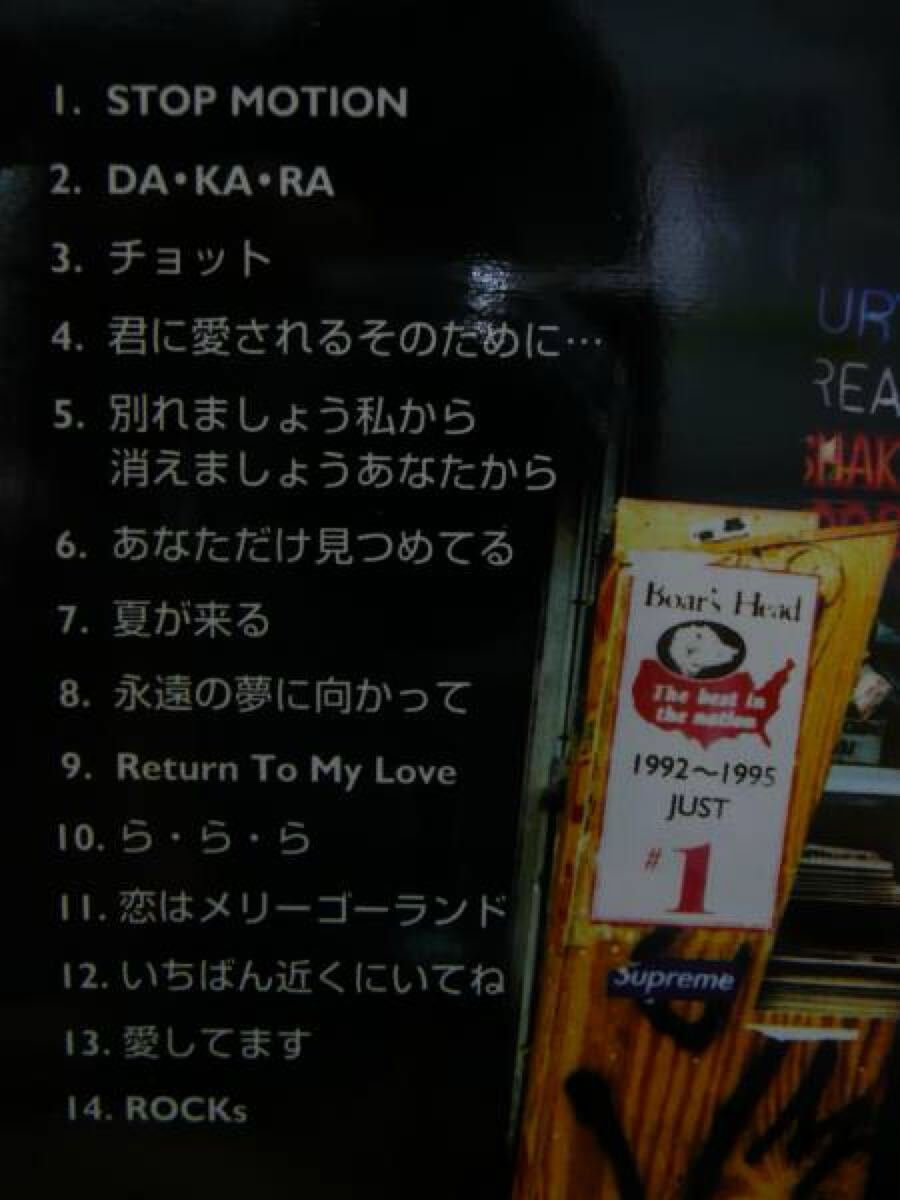 1. STOP MOTION
2. DA•KA•RA
3. チョット
4. 君に愛されるそのために…
5. 別れましょう私から
消えましょうあなたから
6. あなただけ見つめてる
7. 夏が来る
8. 永遠の夢に向かって
9. Return To My Love
10. ら・ら・ら
11. 恋はメリーゴーランド
12. いちばん近くにいてね
13. 愛してます
14. ROCKs
Boar's Head
The best in
the nation
1992〜1995
JUST
#1
Supreme